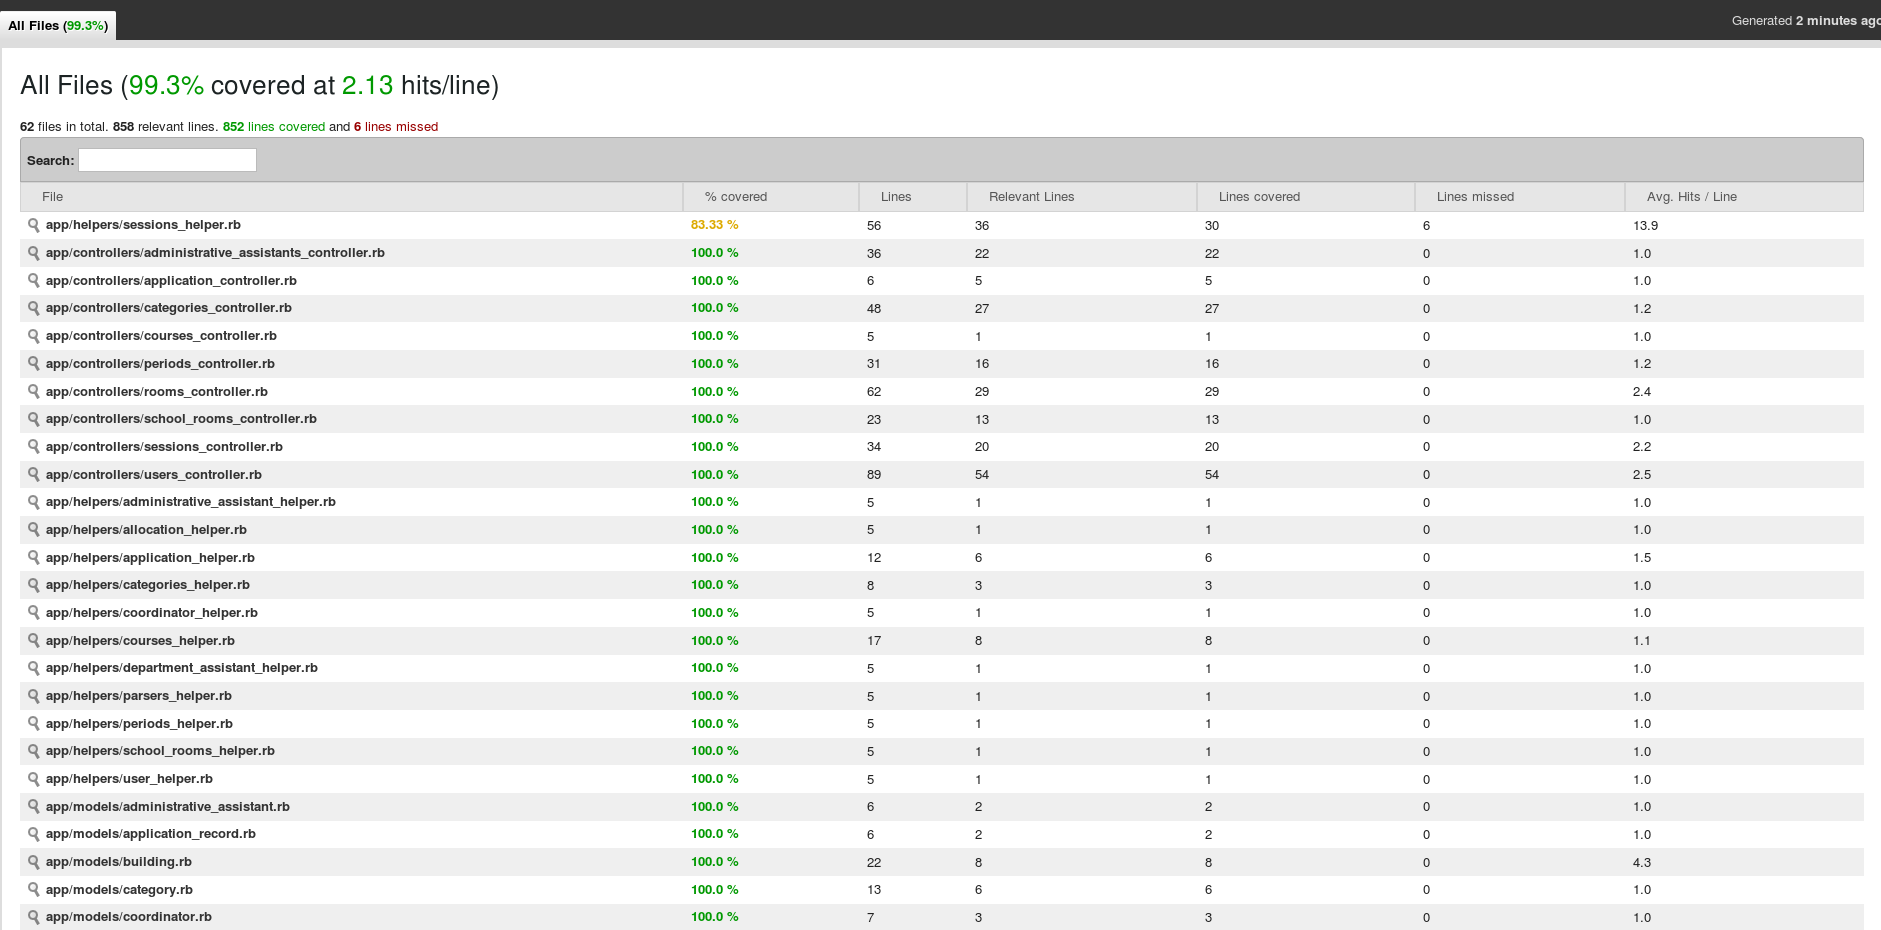 All Files (99.3%)
Generated 2 minutes ago
All Files (99.3% covered at 2.13 hits/line)
62 files in total. 858 relevant lines. 852 lines covered and 6 lines missed
Search:
File % covered Lines Relevant Lines Lines covered Lines missed Avg. Hits / Line
app/helpers/sessions_helper.rb 83.33 % 56 36 30 6 13.9
app/controllers/administrative_assistants_controller.rb 100.0 % 36 22 22 0 1.0
app/controllers/application_controller.rb 100.0 % 6 5 5 0 1.0
app/controllers/categories_controller.rb 100.0 % 48 27 27 0 1.2
app/controllers/courses_controller.rb 100.0 % 5 1 1 0 1.0
app/controllers/periods_controller.rb 100.0 % 31 16 16 0 1.2
app/controllers/rooms_controller.rb 100.0 % 62 29 29 0 2.4
app/controllers/school_rooms_controller.rb 100.0 % 23 13 13 0 1.0
app/controllers/sessions_controller.rb 100.0 % 34 20 20 0 2.2
app/controllers/users_controller.rb 100.0 % 89 54 54 0 2.5
app/helpers/administrative_assistant_helper.rb 100.0 % 5 1 1 0 1.0
app/helpers/allocation_helper.rb 100.0 % 5 1 1 0 1.0
app/helpers/application_helper.rb 100.0 % 12 6 6 0 1.5
app/helpers/categories_helper.rb 100.0 % 8 3 3 0 1.0
app/helpers/coordinator_helper.rb 100.0 % 5 1 1 0 1.0
app/helpers/courses_helper.rb 100.0 % 17 8 8 0 1.1
app/helpers/department_assistant_helper.rb 100.0 % 5 1 1 0 1.0
app/helpers/parsers_helper.rb 100.0 % 5 1 1 0 1.0
app/helpers/periods_helper.rb 100.0 % 5 1 1 0 1.0
app/helpers/school_rooms_helper.rb 100.0 % 5 1 1 0 1.0
app/helpers/user_helper.rb 100.0 % 5 1 1 0 1.0
app/models/administrative_assistant.rb 100.0 % 6 2 2 0 1.0
app/models/application_record.rb 100.0 % 6 2 2 0 1.0
app/models/building.rb 100.0 % 22 8 8 0 4.3
app/models/category.rb 100.0 % 13 6 6 0 1.0
app/models/coordinator.rb 100.0 % 7 3 3 0 1.0